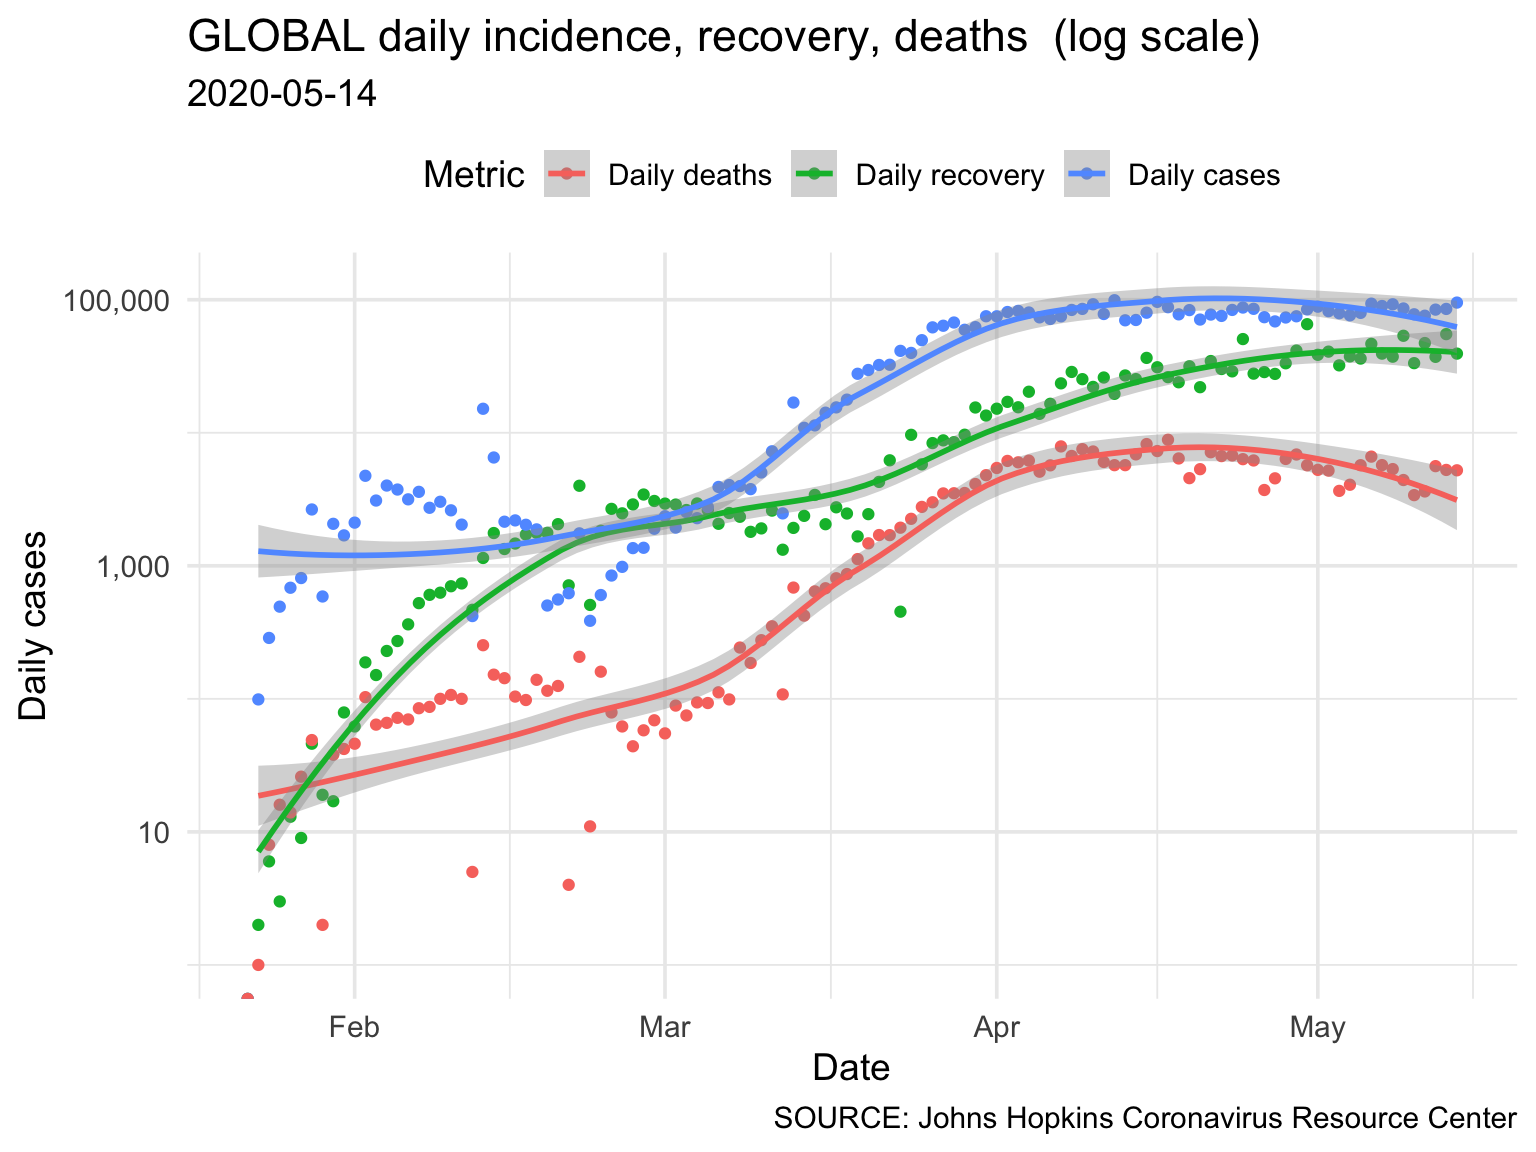 GLOBAL daily incidence, recovery, deaths  (log scale)
2020-05-14
Metric Daily deaths Daily recovery Daily cases
Daily cases
100,000
1,000
10
Feb Mar Apr May
Date
SOURCE: Johns Hopkins Coronavirus Resource Center